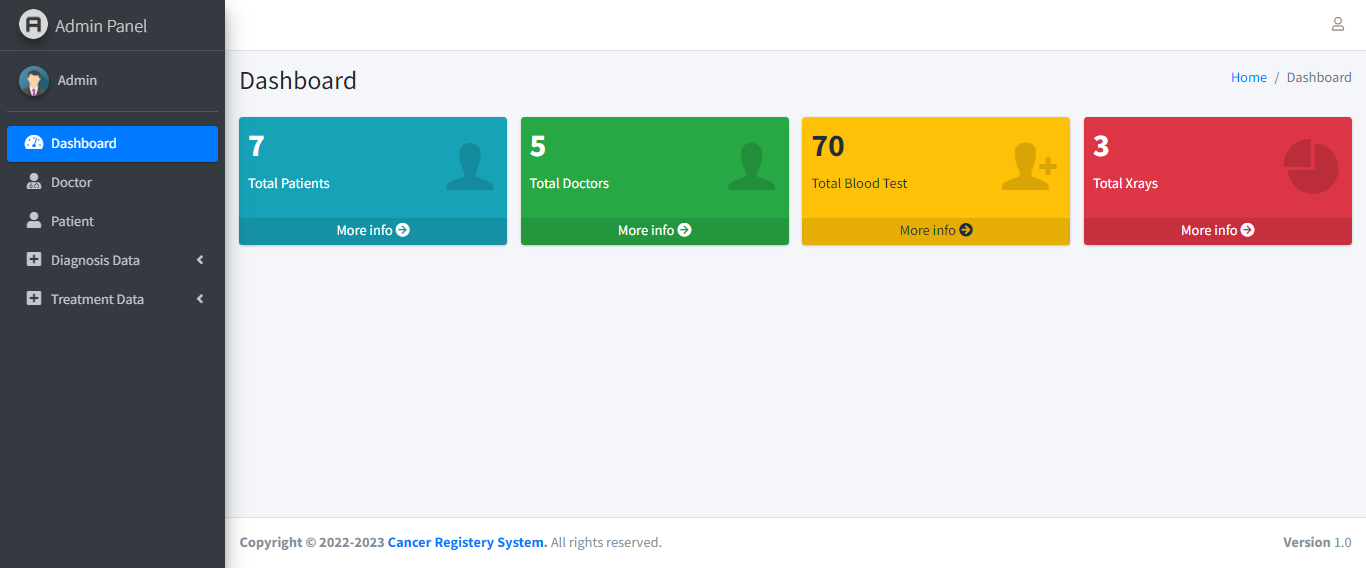 Admin Panel
Admin
Dashboard
Doctor
Patient
Diagnosis Data
Treatment Data
Dashboard
Home / Dashboard
7
Total Patients
More info
5
Total Doctors
More info
70
Total Blood Test
More info
3
Total Xrays
More info
Copyright © 2022-2023 Cancer Registery System. All rights reserved.
Version 1.0